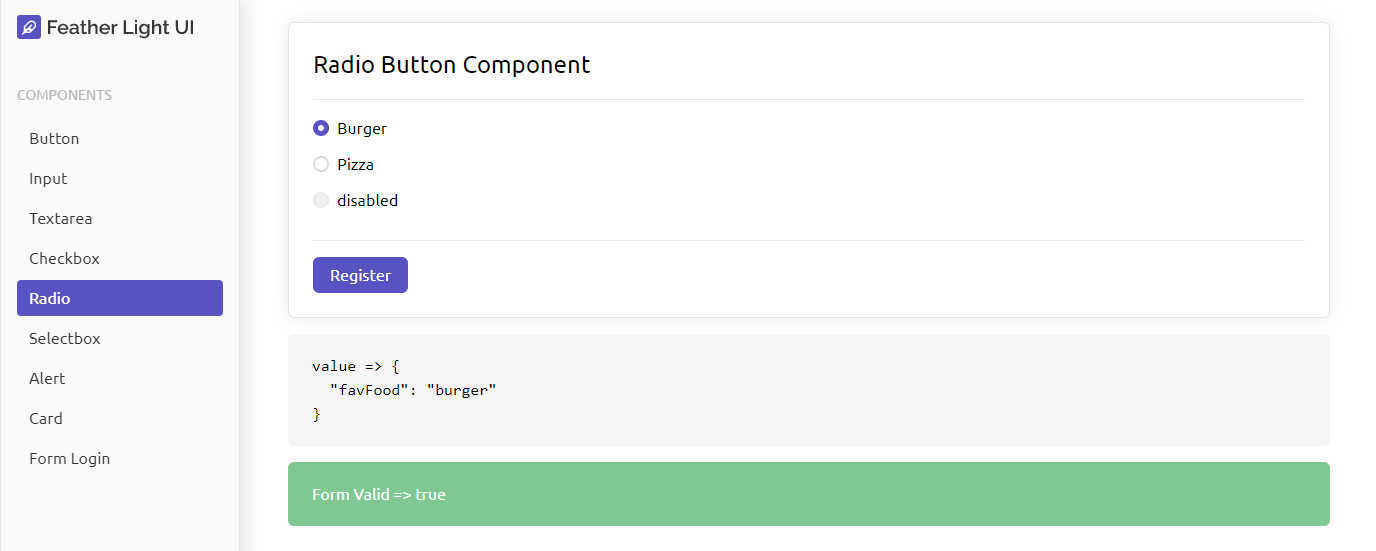 Feather Light UI
COMPONENTS
Button
Input
Textarea
Checkbox
Radio
Selectbox
Alert
Card
Form Login
Radio Button Component
Burger
Pizza
disabled
Register
value => {
  "favFood": "burger"
}
Form Valid => true